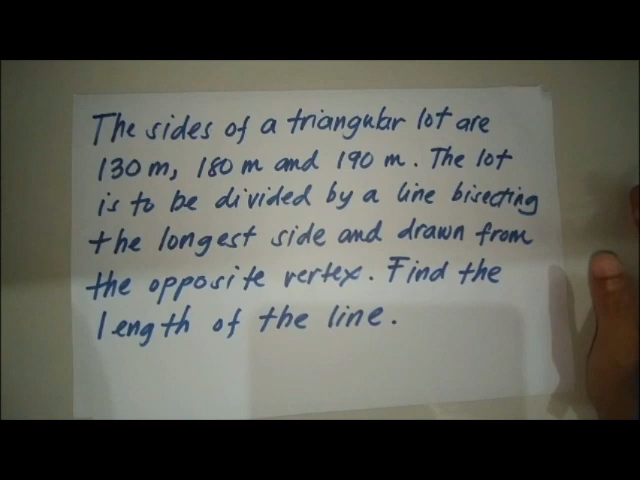 The sides of a triangular lot are
130 m, 180 m and 190 m. The lot
is to be divided by a line bisecting
the longest side and drawn from
the opposite vertex. Find the
length of the line.